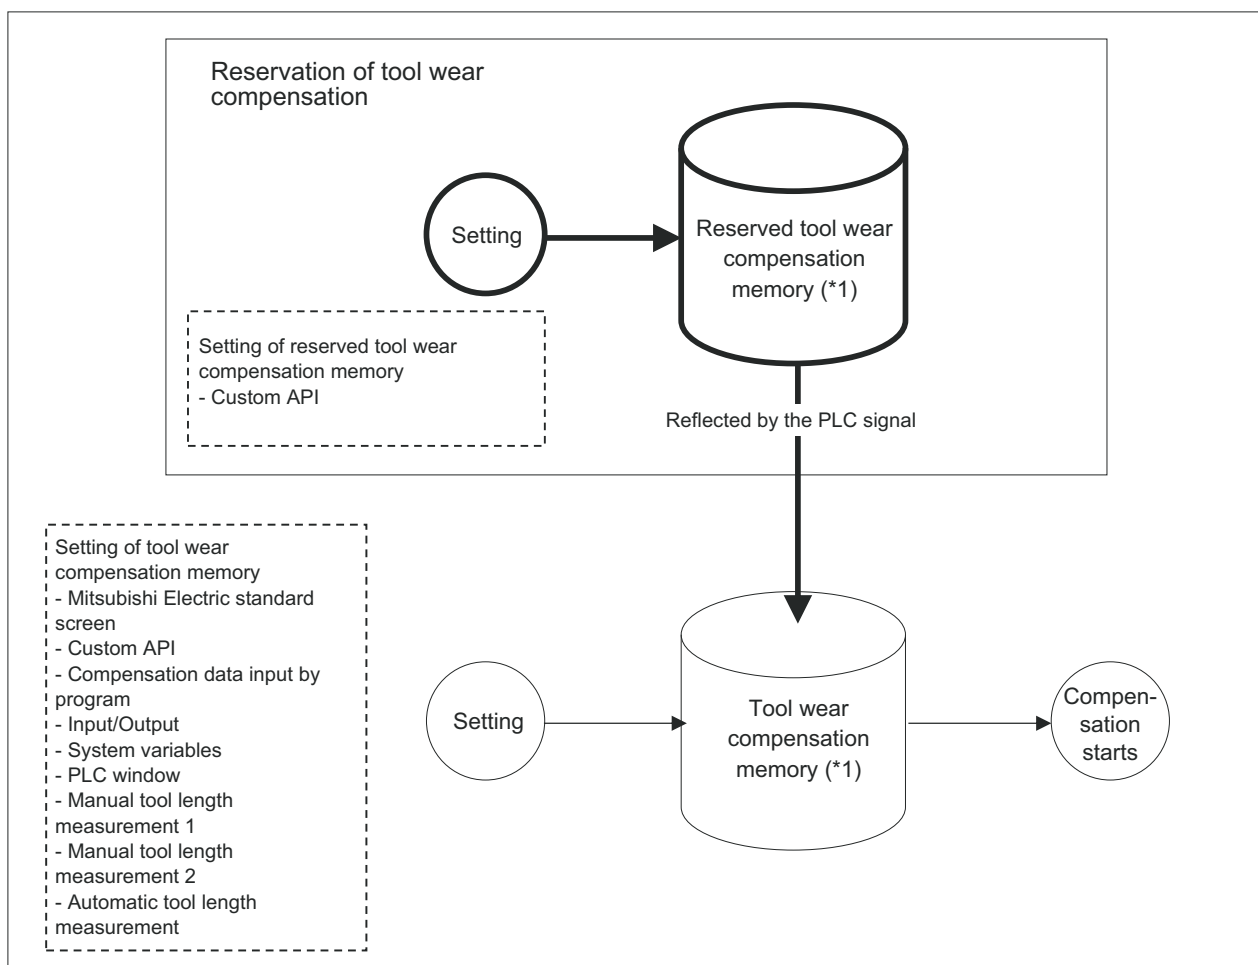 Reservation of tool wear
compensation
Setting
Reserved tool wear
compensation
memory (*1)
Setting of reserved tool wear
compensation memory
- Custom API
Reflected by the PLC signal
Setting of tool wear
compensation memory
- Mitsubishi Electric standard
screen
- Custom API
- Compensation data input by
program
- Input/Output
- System variables
- PLC window
- Manual tool length
measurement 1
- Manual tool length
measurement 2
- Automatic tool length
measurement
Setting
Tool wear
compensation
memory (*1)
Compen-
sation
starts